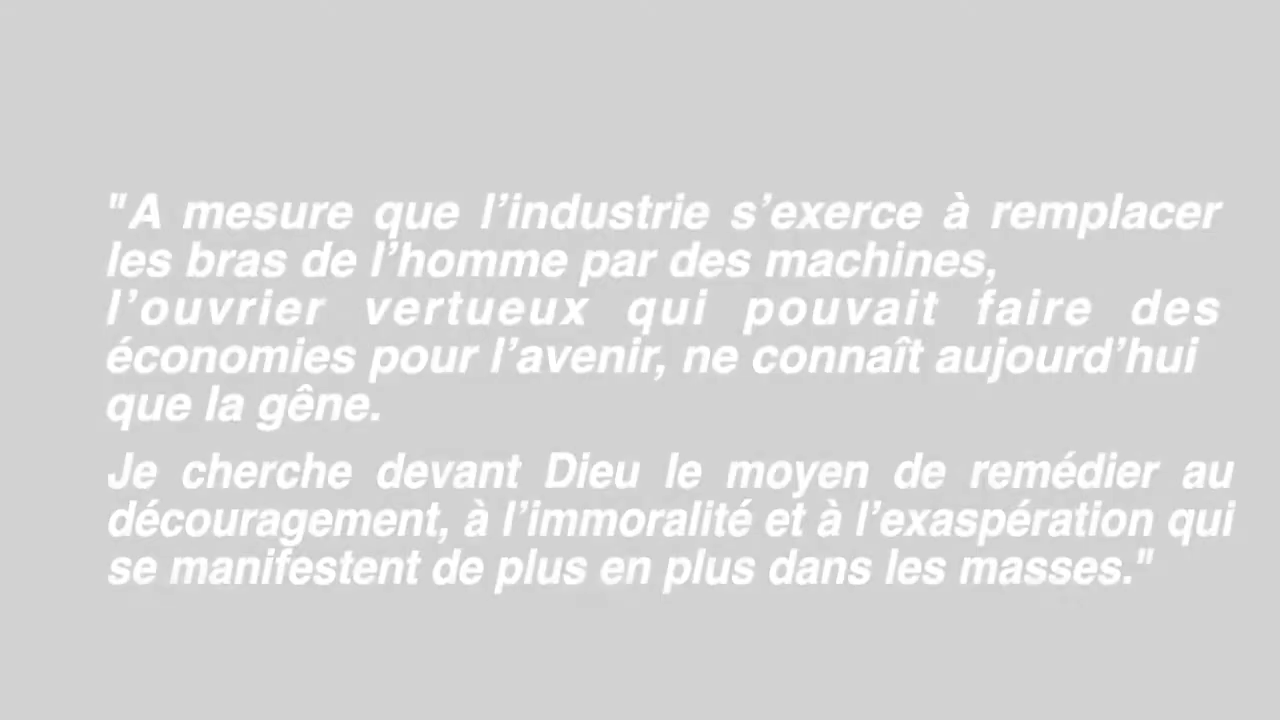 "A mesure que l’industrie s’exerce à remplacer
les bras de l’homme par des machines,
l’ouvrier vertueux qui pouvait faire des
économies pour l’avenir, ne connaît aujourd’hui
que la gêne.
Je cherche devant Dieu le moyen de remédier au
découragement, à l’immoralité et à l’exaspération qui
se manifestent de plus en plus dans les masses."